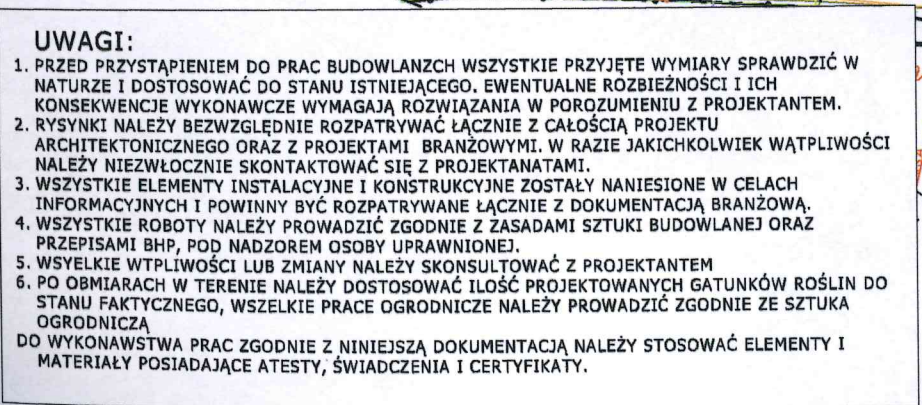 UWAGI:
1. PRZED PRZYSTĄPIENIEM DO PRAC BUDOWLANZCH WSZYSTKIE PRZYJĘTE WYMIARY SPRAWDZIĆ W
NATURZE I DOSTOSOWAĆ DO STANU ISTNIEJĄCEGO. EWENTUALNE ROZBIEŻNOŚCI I ICH
KONSEKWENCJE WYKONAWCZE WYMAGAJĄ ROZWIĄZANIA W POROZUMIENIU Z PROJEKTANTEM.
2. RYSYNKI NALEŻY BEZWZGLĘDNIE ROZPATRYWAĆ ŁĄCZNIE Z CAŁOŚCIĄ PROJEKTU
ARCHITEKTONICZNEGO ORAZ Z PROJEKTAMI BRANŻOWYMI. W RAZIE JAKICHKOLWIEK WĄTPLIWOŚCI
NALEŻY NIEZWŁOCZNIE SKONTAKTOWAĆ SIĘ Z PROJEKTANATAMI.
3. WSZYSTKIE ELEMENTY INSTALACYJNE I KONSTRUKCYJNE ZOSTAŁY NANIESIONE W CELACH
INFORMACYJNYCH I POWINNY BYĆ ROZPATRYWANE ŁĄCZNIE Z DOKUMENTACJĄ BRANŻOWĄ.
4. WSZYSTKIE ROBOTY NALEŻY PROWADZIĆ ZGODNIE Z ZASADAMI SZTUKI BUDOWLANEJ ORAZ
PRZEPISAMI BHP, POD NADZOREM OSOBY UPRAWNIONEJ.
5. WSYELKIE WTPLIWOŚCI LUB ZMIANY NALEŻY SKONSULTOWAĆ Z PROJEKTANTEM
6. PO OBMIARACH W TERENIE NALEŻY DOSTOSOWAĆ ILOŚĆ PROJEKTOWANYCH GATUNKÓW ROŚLIN DO
STANU FAKTYCZNEGO, WSZELKIE PRACE OGRODNICZE NALEŻY PROWADZIĆ ZGODNIE ZE SZTUKA
OGRODNICZĄ
DO WYKONAWSTWA PRAC ZGODNIE Z NINIEJSZĄ DOKUMENTACJĄ NALEŻY STOSOWAĆ ELEMENTY I
MATERIAŁY POSIADAJĄCE ATESTY, ŚWIADCZENIA I CERTYFIKATY.